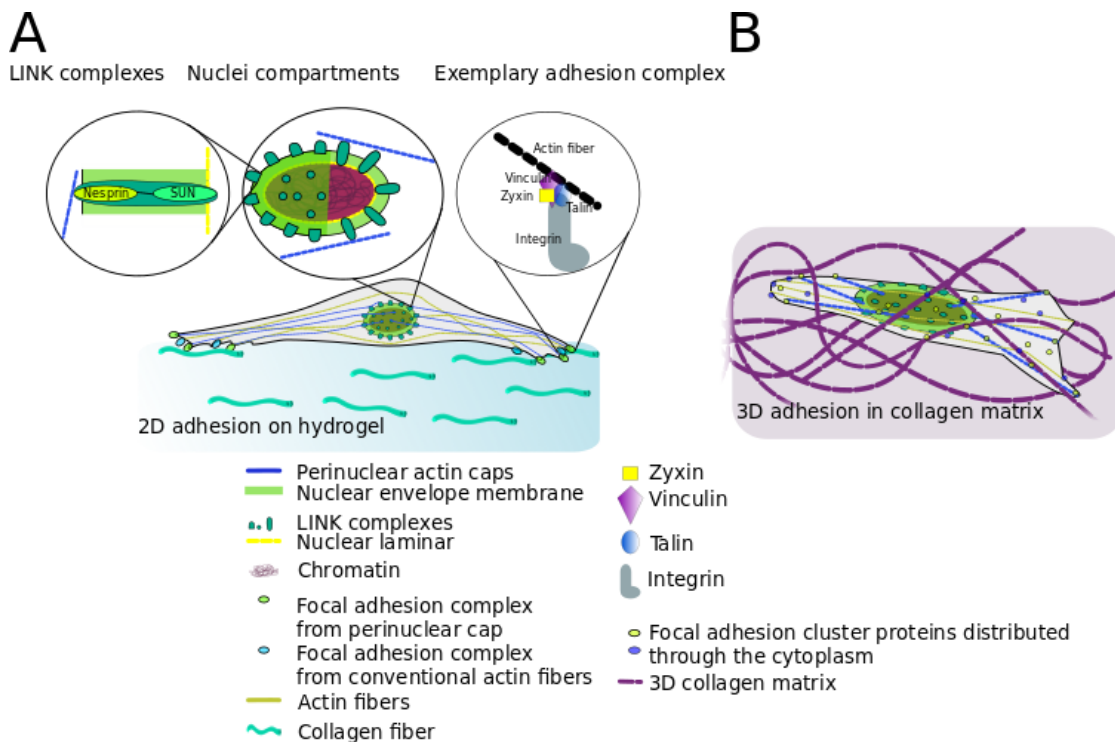 A
B
LINK complexes
Nuclei compartments
Exemplary adhesion complex
Actin fiber
Vinculi
Zyxin
Talin
Integrin
Nesprin
SUN
2D adhesion on hydrogel
3D adhesion in collagen matrix
Perinuclear actin caps
Nuclear envelope membrane
LINK complexes
Nuclear laminar
Chromatin
Focal adhesion complex
from perinuclear cap
Focal adhesion complex
from conventional actin fibers
Actin fibers
Collagen fiber
Zyxin
Vinculin
Talin
Integrin
Focal adhesion cluster proteins distributed
through the cytoplasm
3D collagen matrix